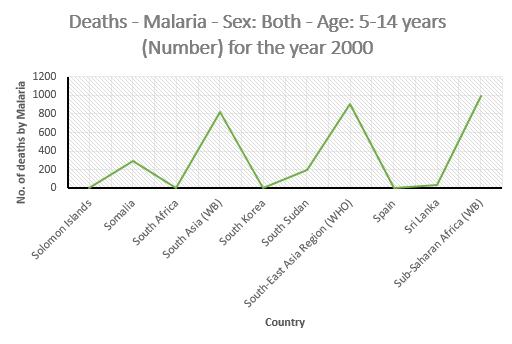 Deaths - Malaria - Sex: Both - Age: 5-14 years
(Number) for the year 2000
No. of deaths by Malaria
1200
1000
800
600
400
200
0
Solomon Islands
Somalia
South Africa
South Asia (WB)
South Korea
South Sudan
South-East Asia Region (WHO)
Spain
Sri Lanka
Sub-Saharan Africa (WB)
Country